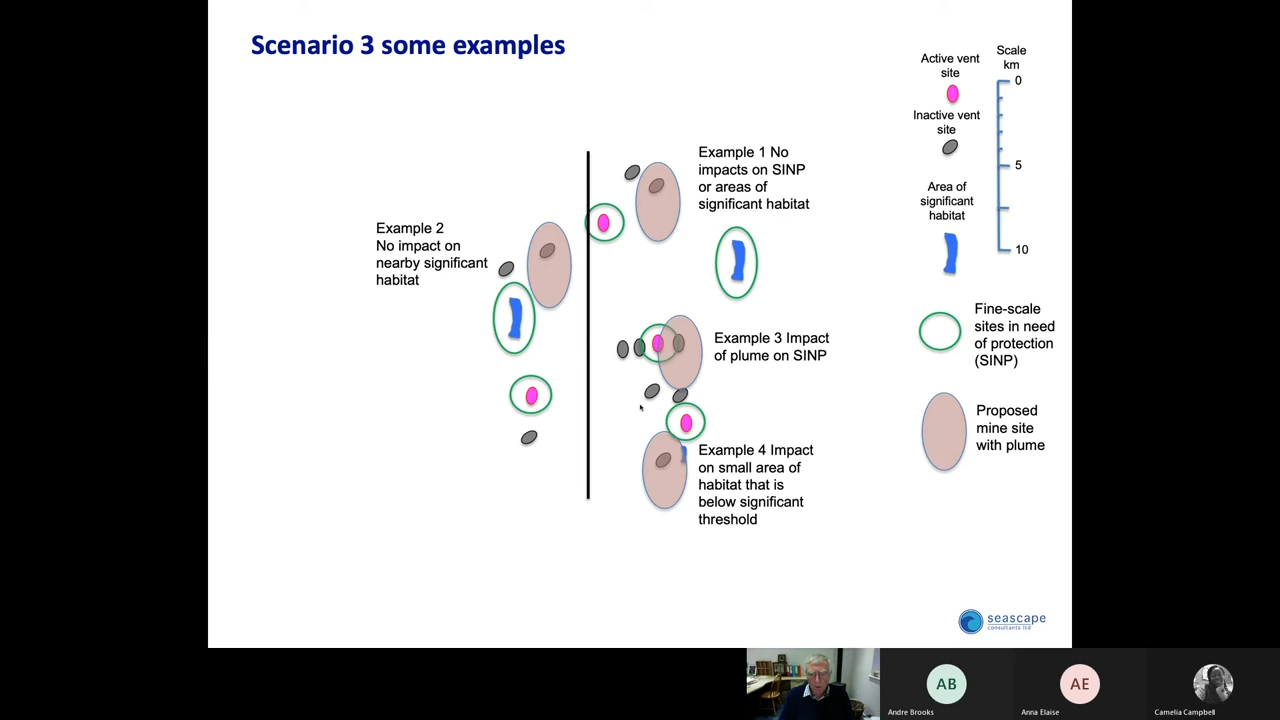 Scenario 3 some examples
Active vent
site
Scale
km
0
Inactive vent
site
5
Area of
significant
habitat
10
Example 1 No
impacts on SINP
or areas of
significant habitat
Example 2
No impact on
nearby significant
habitat
Example 3 Impact
of plume on SINP
Example 4 Impact
on small area of
habitat that is
below significant
threshold
Fine-scale
sites in need
of protection
(SINP)
Proposed
mine site
with plume
seascape
consultants ltd
AB
AE
Andre Brooks
Anna Elaise
Camelia Campbell